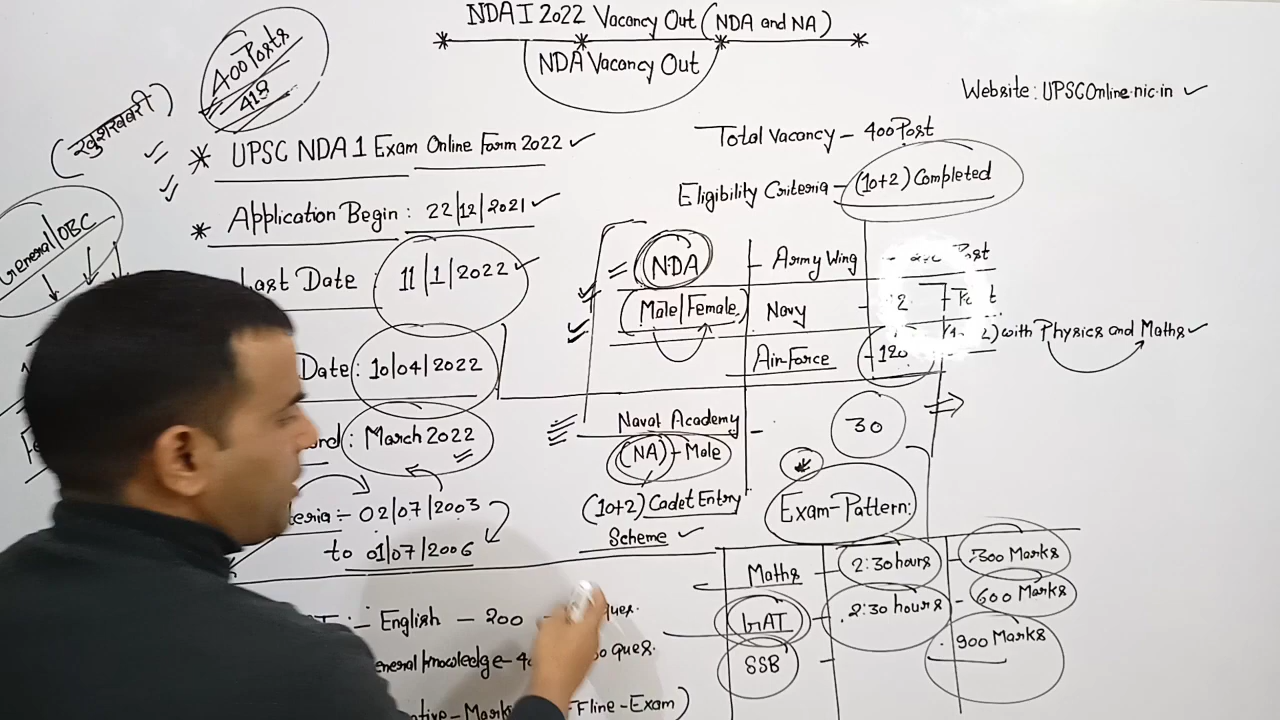 NDA I 2022 Vacancy Out (NDA and NA)
NDA Vacancy Out
400 Posts
418
(खुशखबरी)
Website: UPSCOnline.nic.in
* UPSC NDA 1 Exam Online Form 2022
* Application Begin : 22/12/2021
Last Date : 11/1/2022
Date : 10/04/2022
: March 2022
:- 02/07/2003
to 01/07/2006
General/OBC
Total Vacancy - 400 Post
Eligibility Criteria - (10+2) Completed
NDA - Army Wing
Male/Female Navy
with Physics and Maths
Air Force - 120
Naval Academy - 30
(NA) - Male
(10+2) Cadet Entry
Scheme
Exam-Pattern:
Maths - 2:30 hours - 300 Marks
GAT - 2:30 hours - 600 Marks
SSB - 900 Marks
:- English - 200 - ques.
General knowledge - ques.